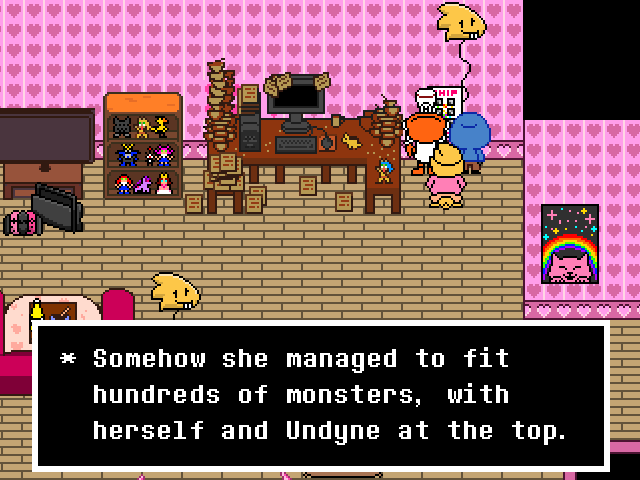 HIP
* Somehow she managed to fit
hundreds of monsters, with
herself and Undyne at the top.